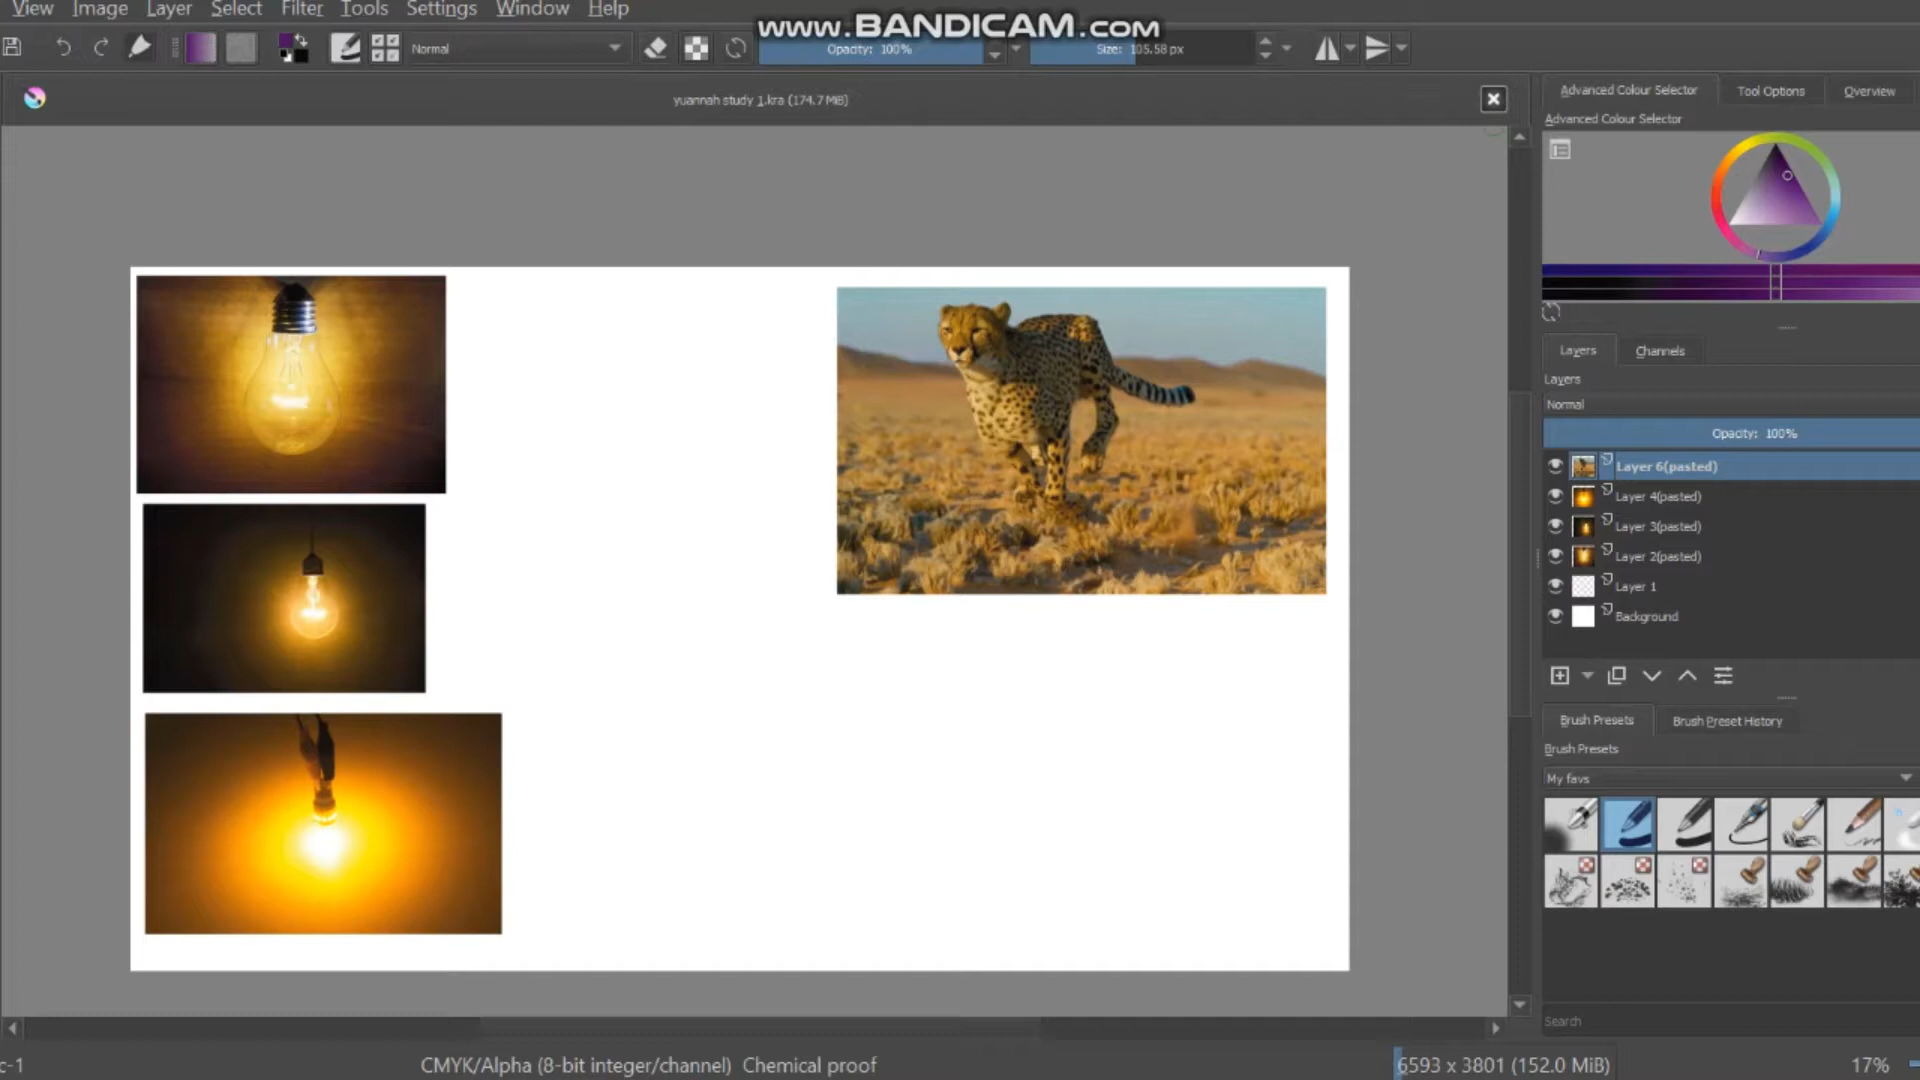 View Image Layer Select Filter Tools Settings Window Help
www.BANDICAM.com
Normal
Opacity: 100%
Size: 105.58 px
yuannah study 1.kra (174.7 MiB)
Advanced Colour Selector Tool Options Overview
Advanced Colour Selector
Layers Channels
Layers
Normal
Opacity: 100%
Layer 6(pasted)
Layer 4(pasted)
Layer 3(pasted)
Layer 2(pasted)
Layer 1
Background
Brush Presets Brush Preset History
Brush Presets
My favs
Search
c-1 CMYK/Alpha (8-bit integer/channel) Chemical proof 6593 x 3801 (152.0 MiB) 17%